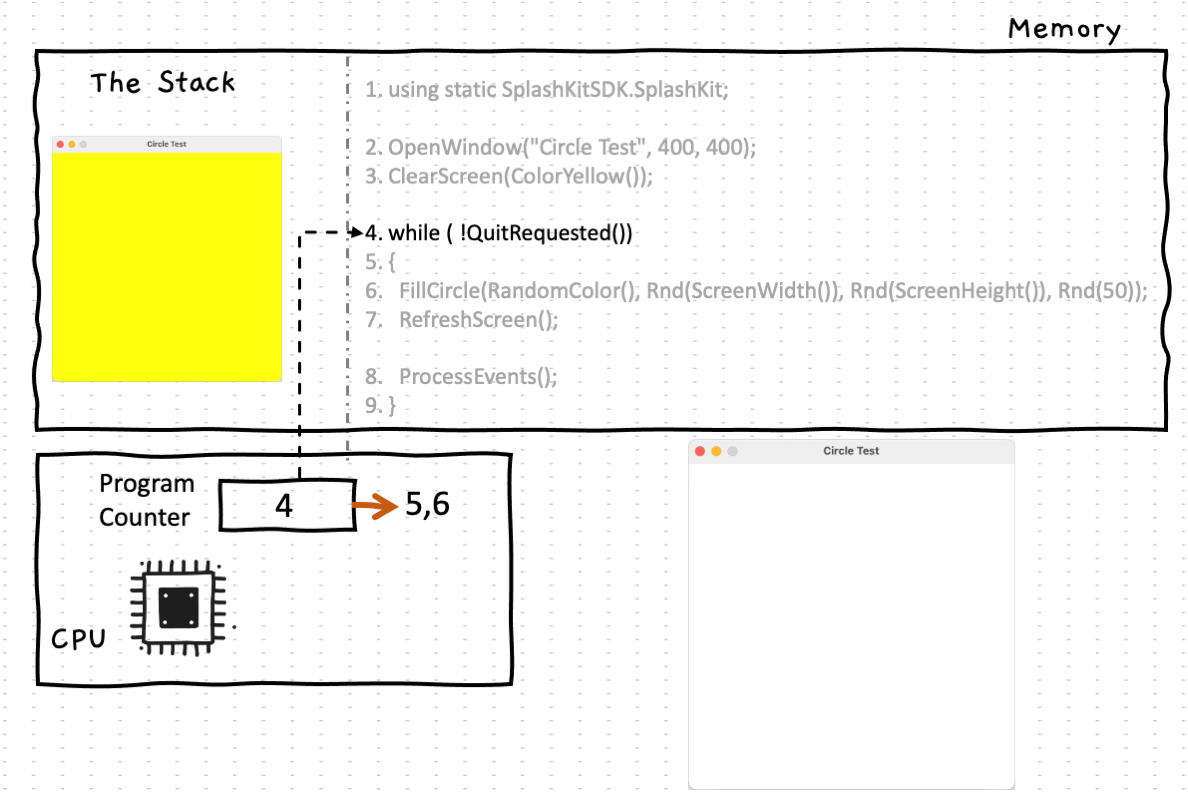 Memory
The Stack
Circle Test
1. using static SplashKitSDK.SplashKit;
2. OpenWindow("Circle Test", 400, 400);
3. ClearScreen(ColorYellow());
4. while ( !QuitRequested())
5. {
6. FillCircle(RandomColor(), Rnd(ScreenWidth()), Rnd(ScreenHeight()), Rnd(50));
7. RefreshScreen();
8. ProcessEvents();
9. }
Program
Counter
4
5,6
CPU
Circle Test